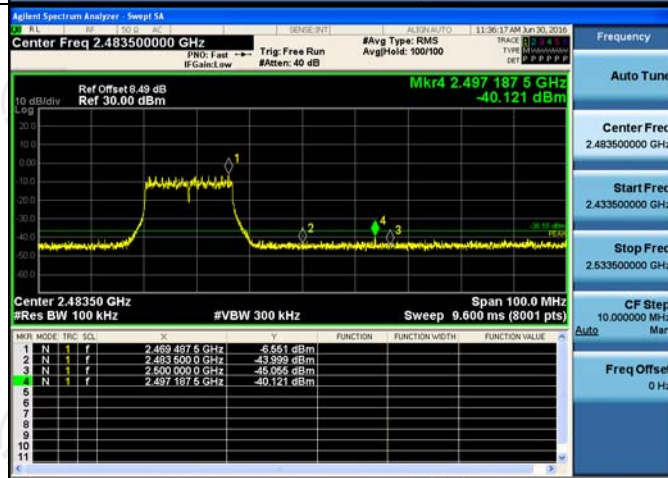 Agilent Spectrum Analyzer - Swept SA
RL RF 50 Ω AC SENSE:INT ALIGN AUTO 11:36:17 AM Jun 30, 2016
Center Freq 2.483500000 GHz
PNO: Fast
IFGain:Low
Trig: Free Run
#Atten: 40 dB
#Avg Type: RMS
Avg|Hold: 100/100
TRACE 1 2 3 4 5 6
TYPE M
DET P P P P P P
Ref Offset 8.49 dB
10 dB/div Ref 30.00 dBm
Log
Mkr4 2.497 187 5 GHz
-40.121 dBm
20.0
10.0
0.00
-10.0
-20.0
-30.0
-40.0
-50.0
-60.0
1
2
4
3
PEAK
Center 2.48350 GHz Span 100.0 MHz
#Res BW 100 kHz #VBW 300 kHz Sweep 9.600 ms (8001 pts)
MKR MODE TRC SCL X Y FUNCTION FUNCTION WIDTH FUNCTION VALUE
1 N 1 f 2.469 487 5 GHz -6.551 dBm
2 N 1 f 2.483 500 0 GHz -43.999 dBm
3 N 1 f 2.500 000 0 GHz -45.055 dBm
4 N 1 f 2.497 187 5 GHz -40.121 dBm
5
6
7
8
9
10
11
Frequency
Auto Tune
Center Freq
2.483500000 GHz
Start Freq
2.433500000 GHz
Stop Freq
2.533500000 GHz
CF Step
10.000000 MHz
Auto Man
Freq Offset
0 Hz